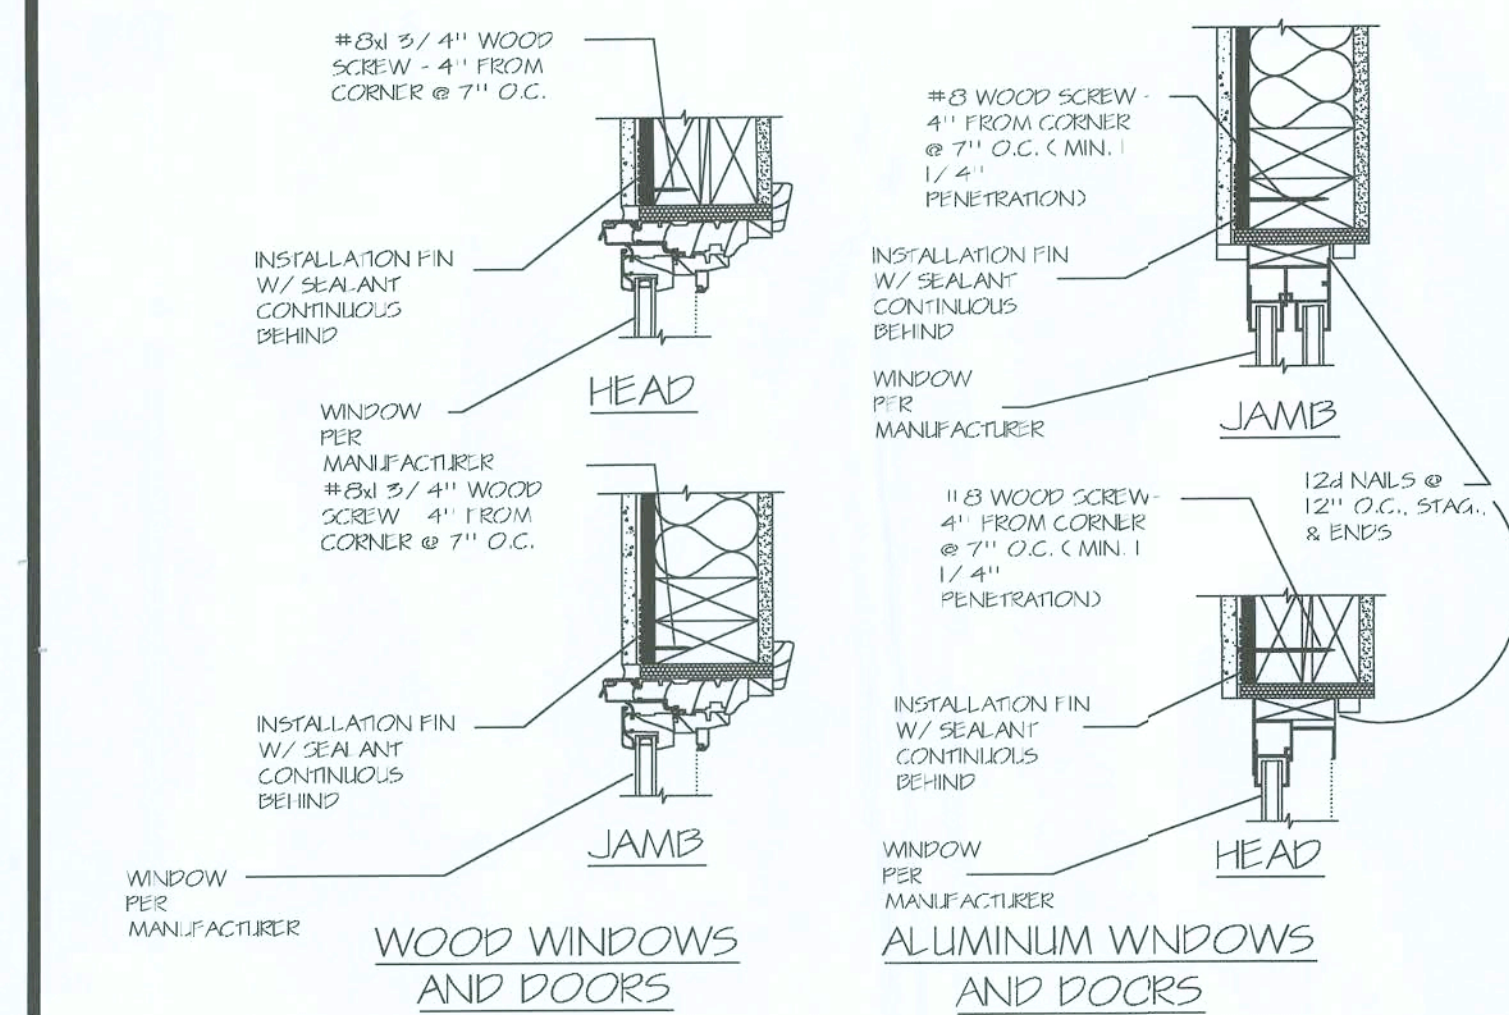 #8x1 3/4" WOOD
SCREW - 4" FROM
CORNER @ 7" O.C.
INSTALLATION FIN
W/ SEALANT
CONTINUOUS
BEHIND
WINDOW
PER
MANUFACTURER
HEAD
#8x1 3/4" WOOD
SCREW 4" FROM
CORNER @ 7" O.C.
INSTALLATION FIN
W/ SEALANT
CONTINUOUS
BEHIND
WINDOW
PER
MANUFACTURER
JAMB
WOOD WINDOWS
AND DOORS
#8 WOOD SCREW -
4" FROM CORNER
@ 7" O.C. (MIN. 1
1/4"
PENETRATION)
INSTALLATION FIN
W/ SEALANT
CONTINUOUS
BEHIND
WINDOW
PER
MANUFACTURER
JAMB
12d NAILS @
12" O.C., STAG.,
& ENDS
#8 WOOD SCREW -
4" FROM CORNER
@ 7" O.C. (MIN. 1
1/4"
PENETRATION)
INSTALLATION FIN
W/ SEALANT
CONTINUOUS
BEHIND
WINDOW
PER
MANUFACTURER
HEAD
ALUMINUM WNDOWS
AND DOORS